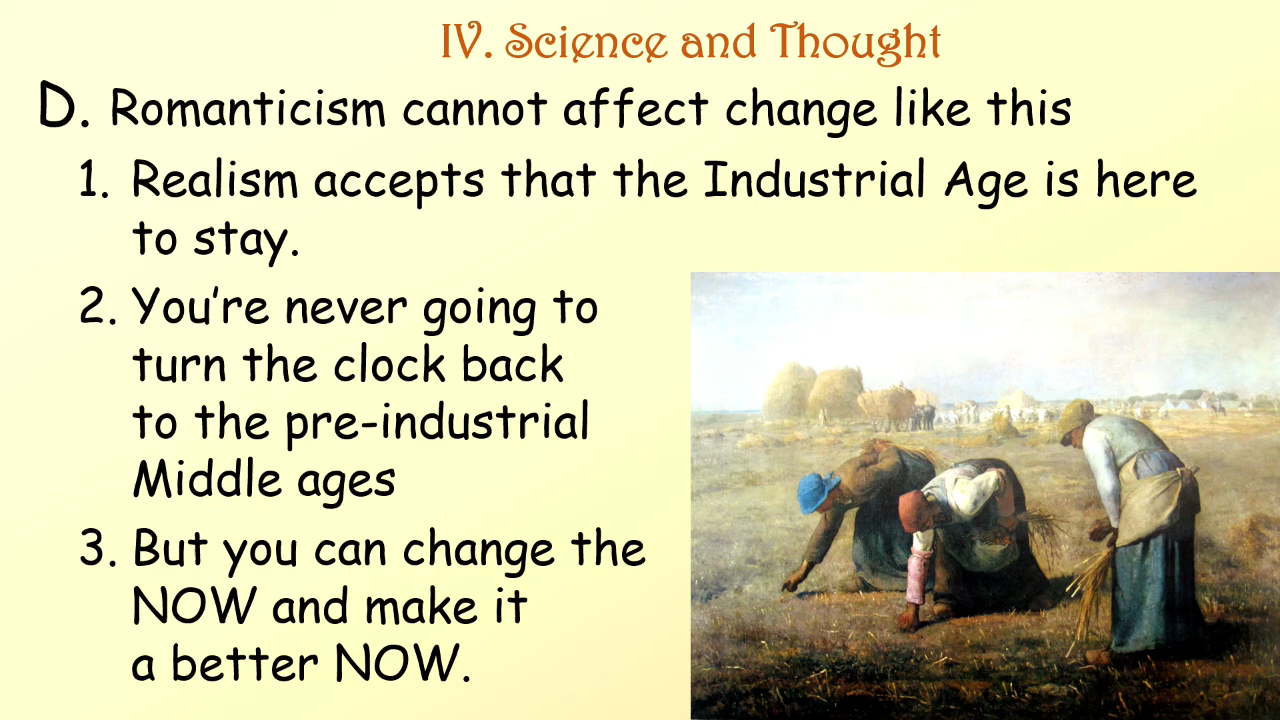 IV. Science and Thought
D. Romanticism cannot affect change like this
1. Realism accepts that the Industrial Age is here
to stay.
2. You’re never going to
turn the clock back
to the pre-industrial
Middle ages
3. But you can change the
NOW and make it
a better NOW.